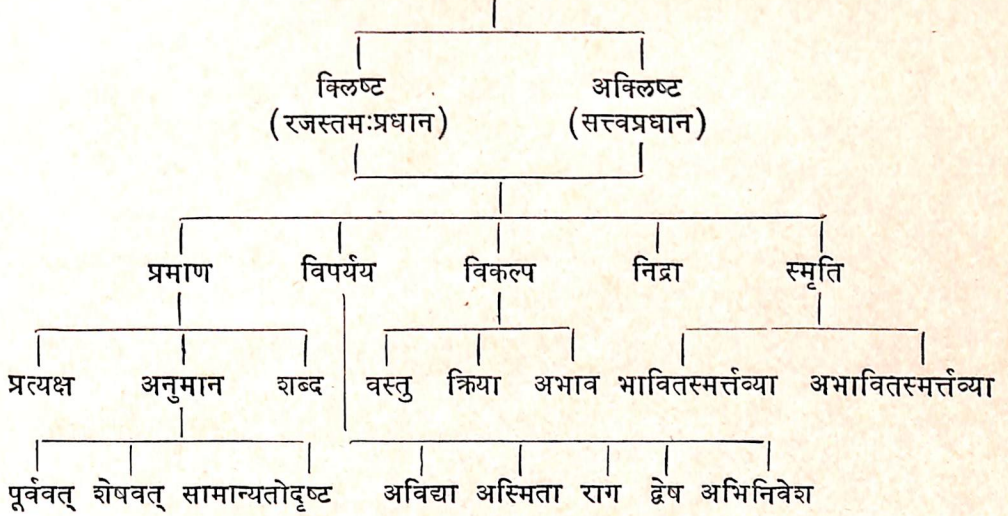 क्लिष्ट अक्लिष्ट
(रजस्तमःप्रधान) (सत्त्वप्रधान)
प्रमाण विपर्यय विकल्प निद्रा स्मृति
प्रत्यक्ष अनुमान शब्द वस्तु क्रिया अभाव भावितस्मर्त्तव्या अभावितस्मर्त्तव्या
पूर्ववत् शेषवत् सामान्यतोदृष्ट अविद्या अस्मिता राग द्वेष अभिनिवेश